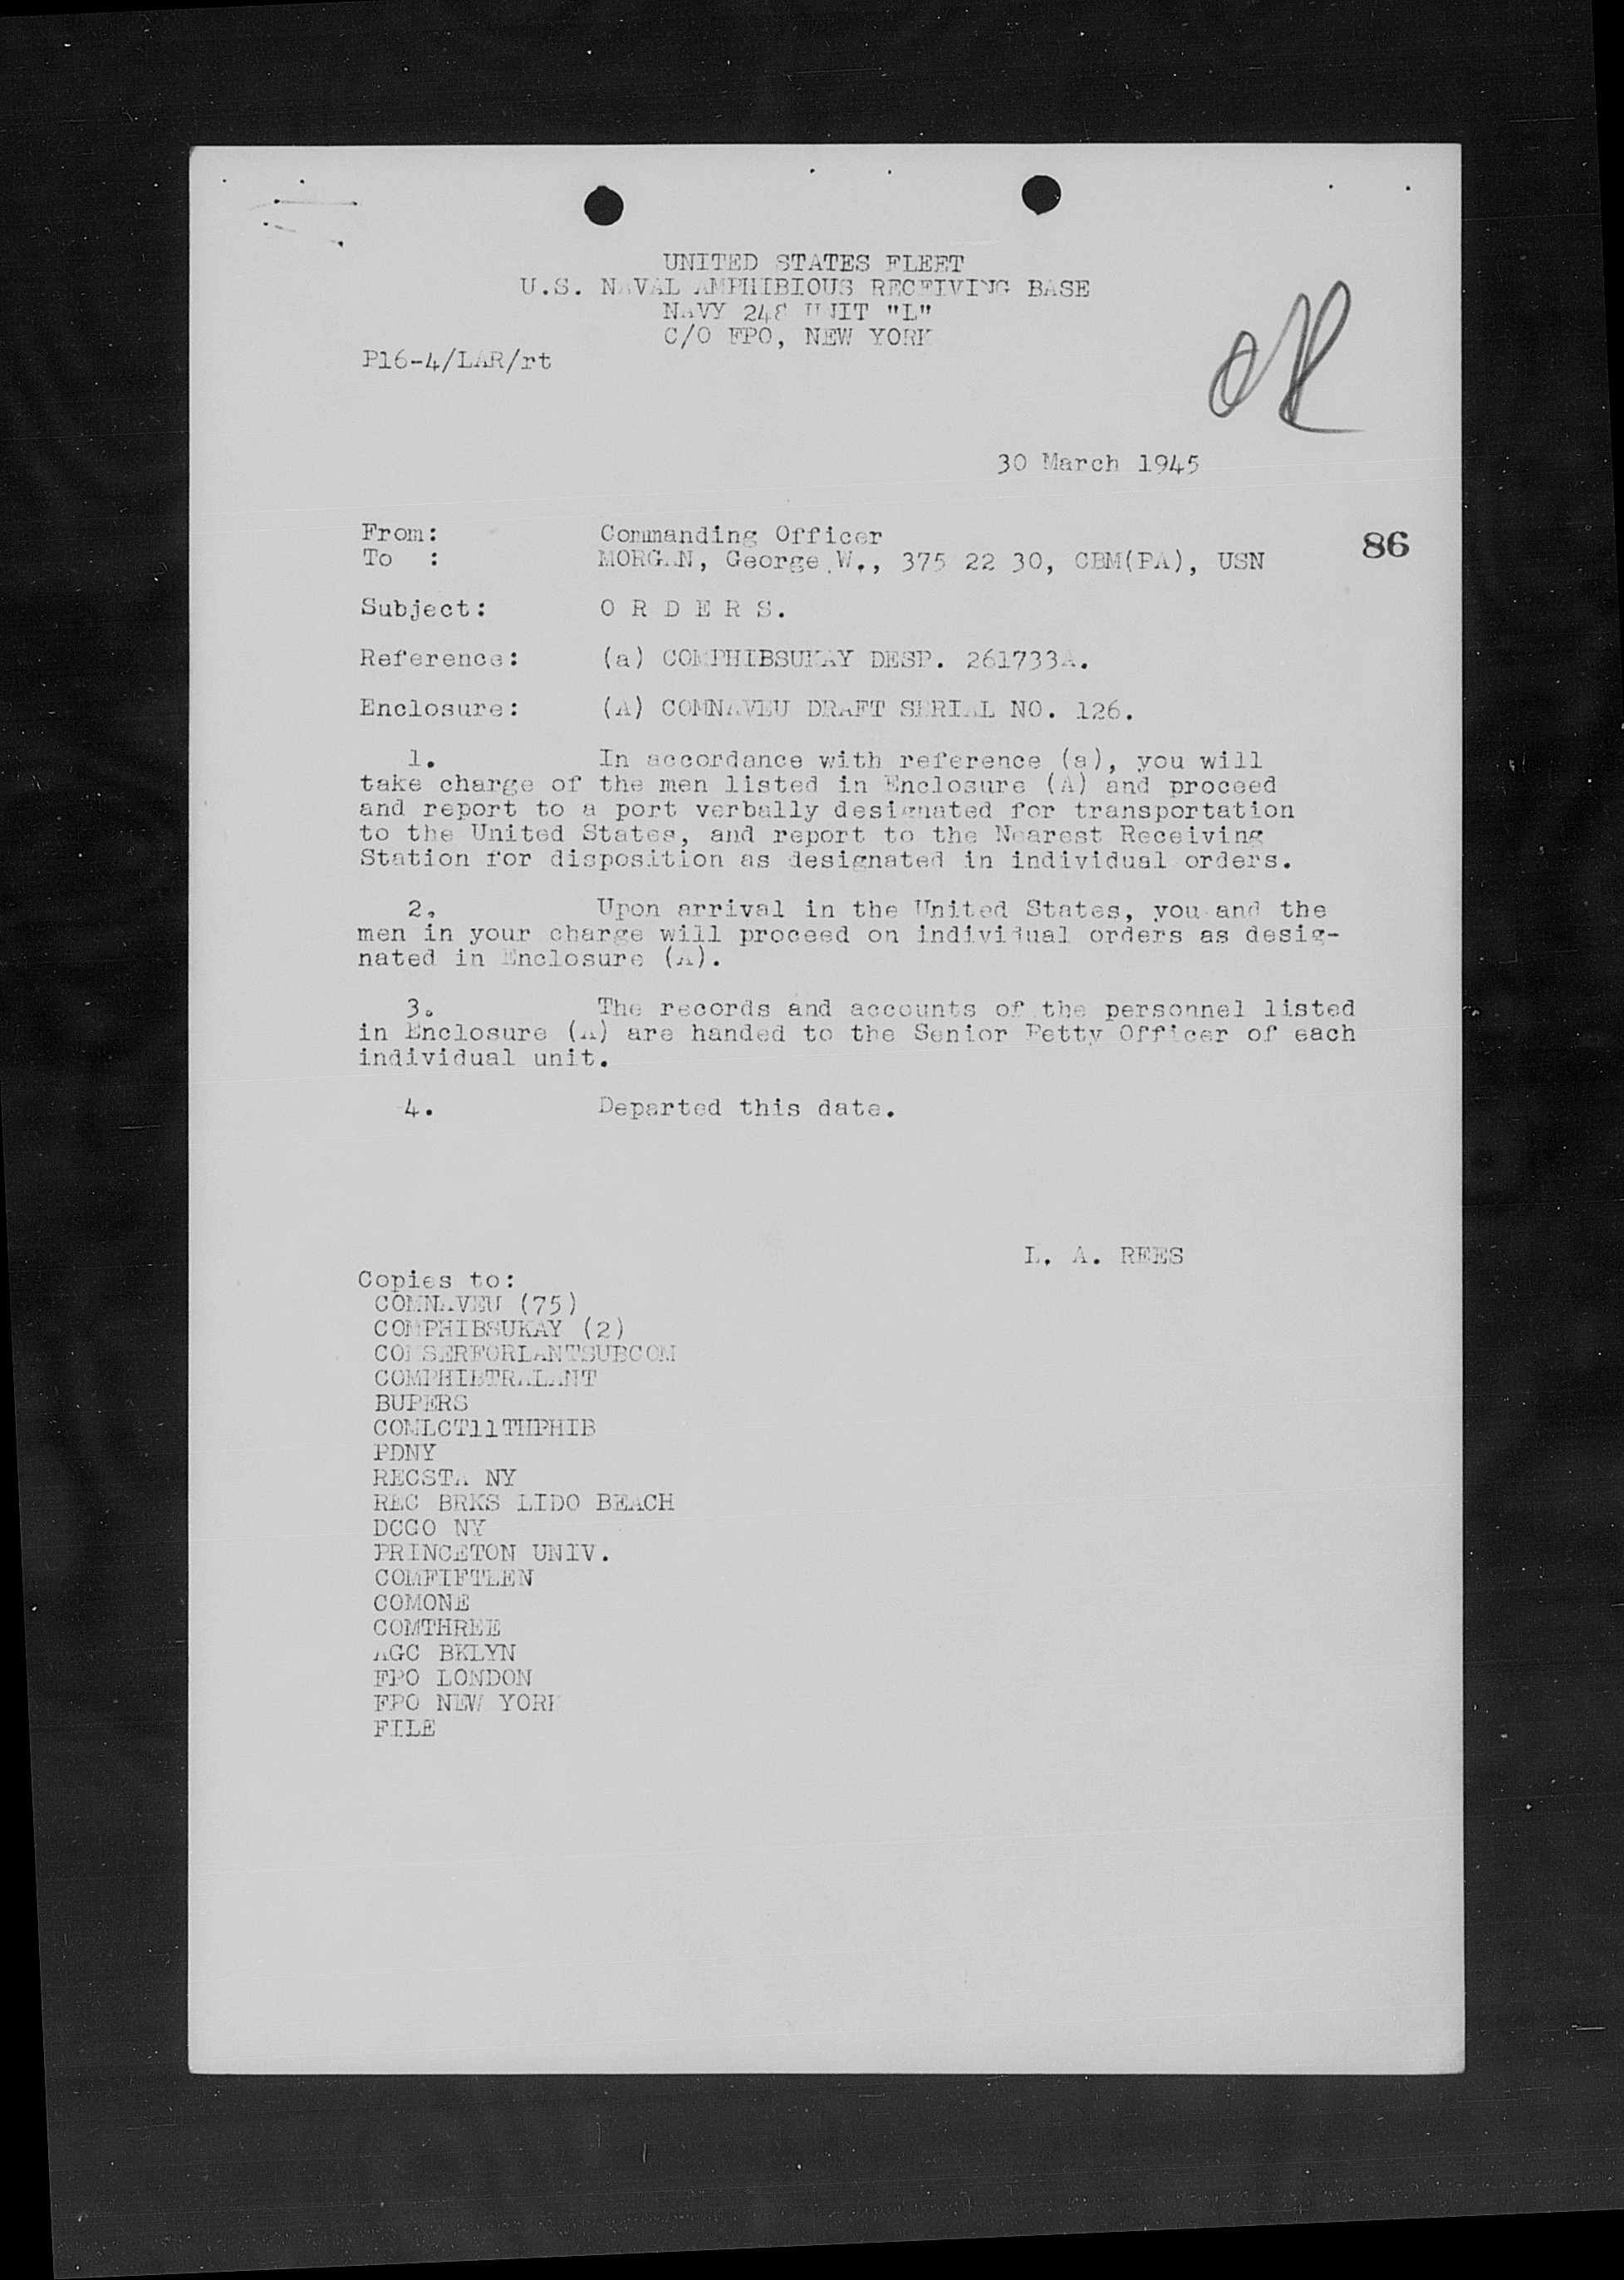 UNITED STATES FLEET
U.S. NAVAL AMPHIBIOUS RECEIVING BASE
NAVY 248 UNIT "L"
C/O FPO, NEW YORK
P16-4/LAR/rt
OK
30 March 1945
From: Commanding Officer
To : MORGAN, George W., 375 22 30, CBM(PA), USN
86
Subject: O R D E R S.
Reference: (a) COMPHIBSUKAY DESP. 261733A.
Enclosure: (A) COMNAVEU DRAFT SERIAL NO. 126.
1. In accordance with reference (a), you will
take charge of the men listed in Enclosure (A) and proceed
and report to a port verbally designated for transportation
to the United States, and report to the Nearest Receiving
Station for disposition as designated in individual orders.
2. Upon arrival in the United States, you and the
men in your charge will proceed on individual orders as desig-
nated in Enclosure (A).
3. The records and accounts of the personnel listed
in Enclosure (A) are handed to the Senior Petty Officer of each
individual unit.
4. Departed this date.
L. A. REES
Copies to:
COMNAVEU (75)
COMPHIBSUKAY (2)
COMSERFORLANTSUBCOM
COMPHIBTRALANT
BUPERS
COMLCT11THPHIB
PDNY
RECSTA NY
REC BRKS LIDO BEACH
DCGO NY
PRINCETON UNIV.
COMFIFTEEN
COMONE
COMTHREE
AGC BKLYN
FPO LONDON
FPO NEW YORK
FILE